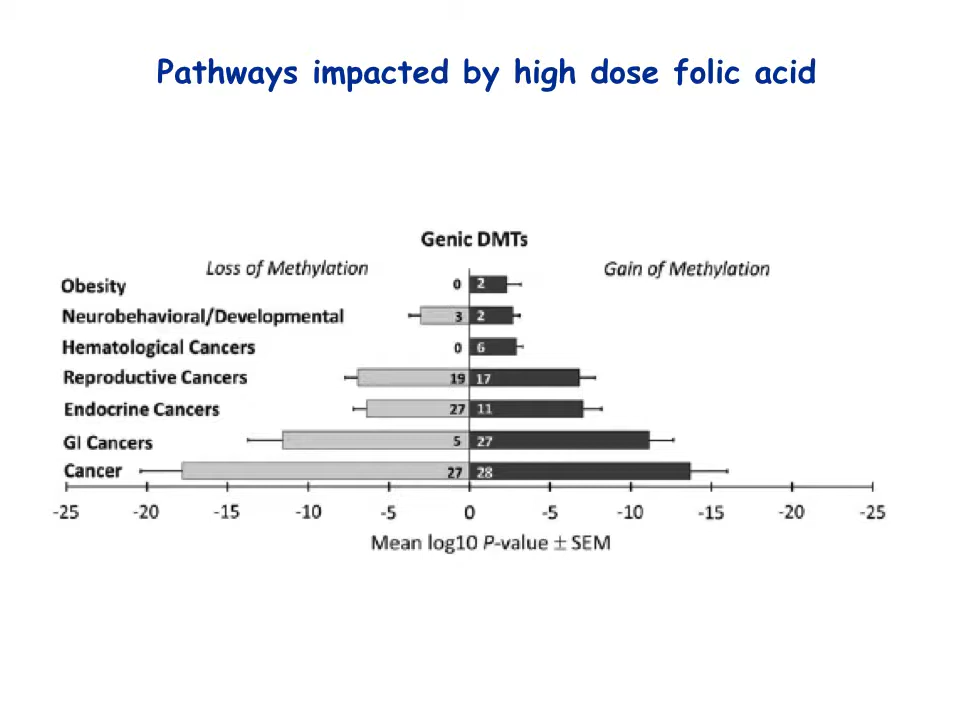 Pathways impacted by high dose folic acid
Genic DMTs
Loss of Methylation
Gain of Methylation
Obesity 0 2
Neurobehavioral/Developmental 3 2
Hematological Cancers 0 6
Reproductive Cancers 19 17
Endocrine Cancers 27 11
GI Cancers 5 27
Cancer 27 28
-25 -20 -15 -10 -5 0 -5 -10 -15 -20 -25
Mean log10 P-value ± SEM